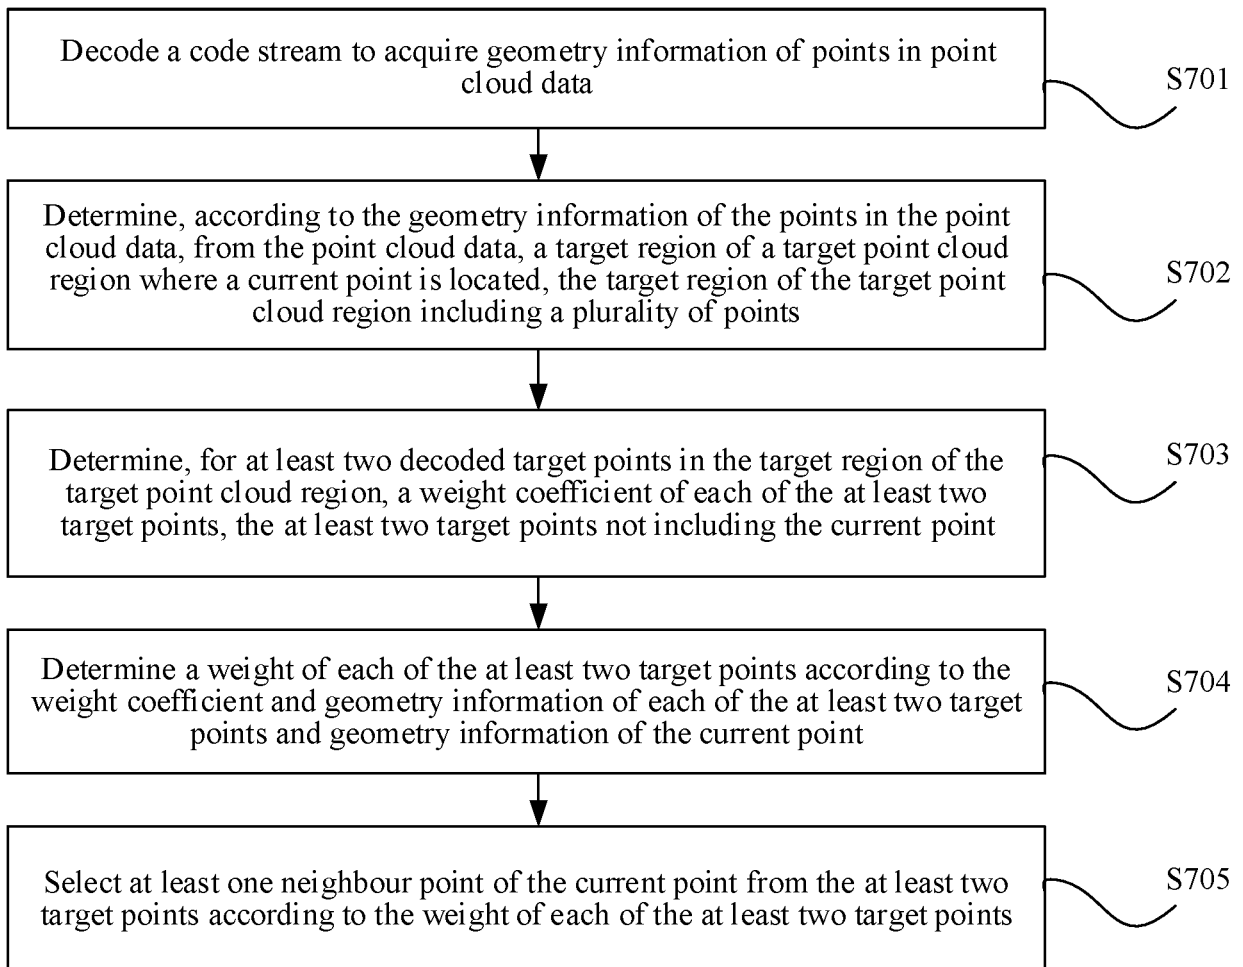 Decode a code stream to acquire geometry information of points in point
cloud data
S701
Determine, according to the geometry information of the points in the point
cloud data, from the point cloud data, a target region of a target point cloud
region where a current point is located, the target region of the target point
cloud region including a plurality of points
S702
Determine, for at least two decoded target points in the target region of the
target point cloud region, a weight coefficient of each of the at least two
target points, the at least two target points not including the current point
S703
Determine a weight of each of the at least two target points according to the
weight coefficient and geometry information of each of the at least two target
points and geometry information of the current point
S704
Select at least one neighbour point of the current point from the at least two
target points according to the weight of each of the at least two target points
S705